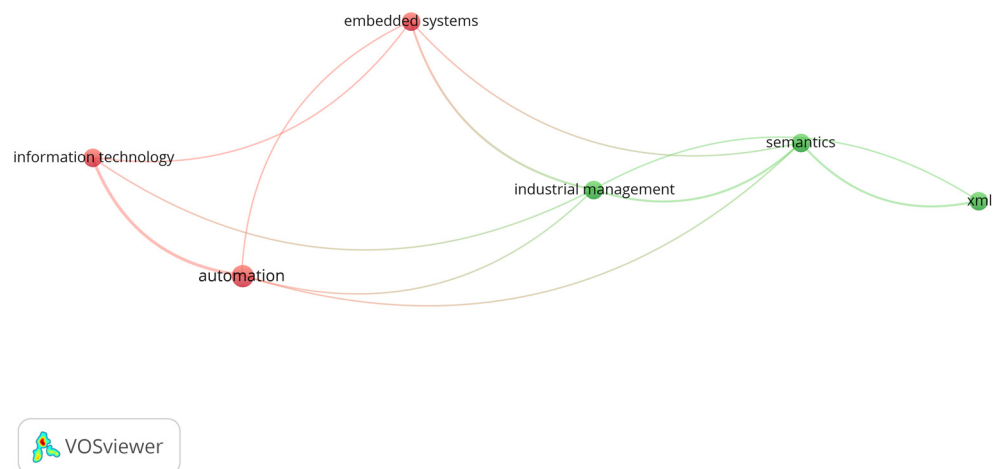 embedded systems
semantics
information technology
industrial management
xml
automation
VOSviewer